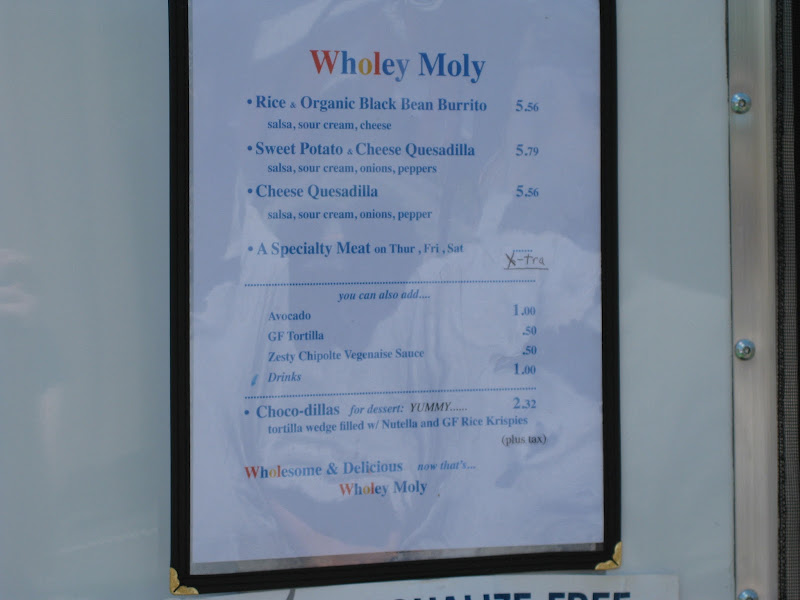 Wholey Moly
• Rice & Organic Black Bean Burrito 5.56
salsa, sour cream, cheese
• Sweet Potato & Cheese Quesadilla 5.79
salsa, sour cream, onions, peppers
• Cheese Quesadilla 5.56
salsa, sour cream, onions, pepper
• A Specialty Meat on Thur , Fri , Sat X-tra
you can also add....
Avocado 1.00
GF Tortilla .50
Zesty Chipolte Vegenaise Sauce .50
Drinks 1.00
• Choco-dillas for dessert: YUMMY...... 2.32
tortilla wedge filled w/ Nutella and GF Rice Krispies
(plus tax)
Wholesome & Delicious now that's...
Wholey Moly
FREE